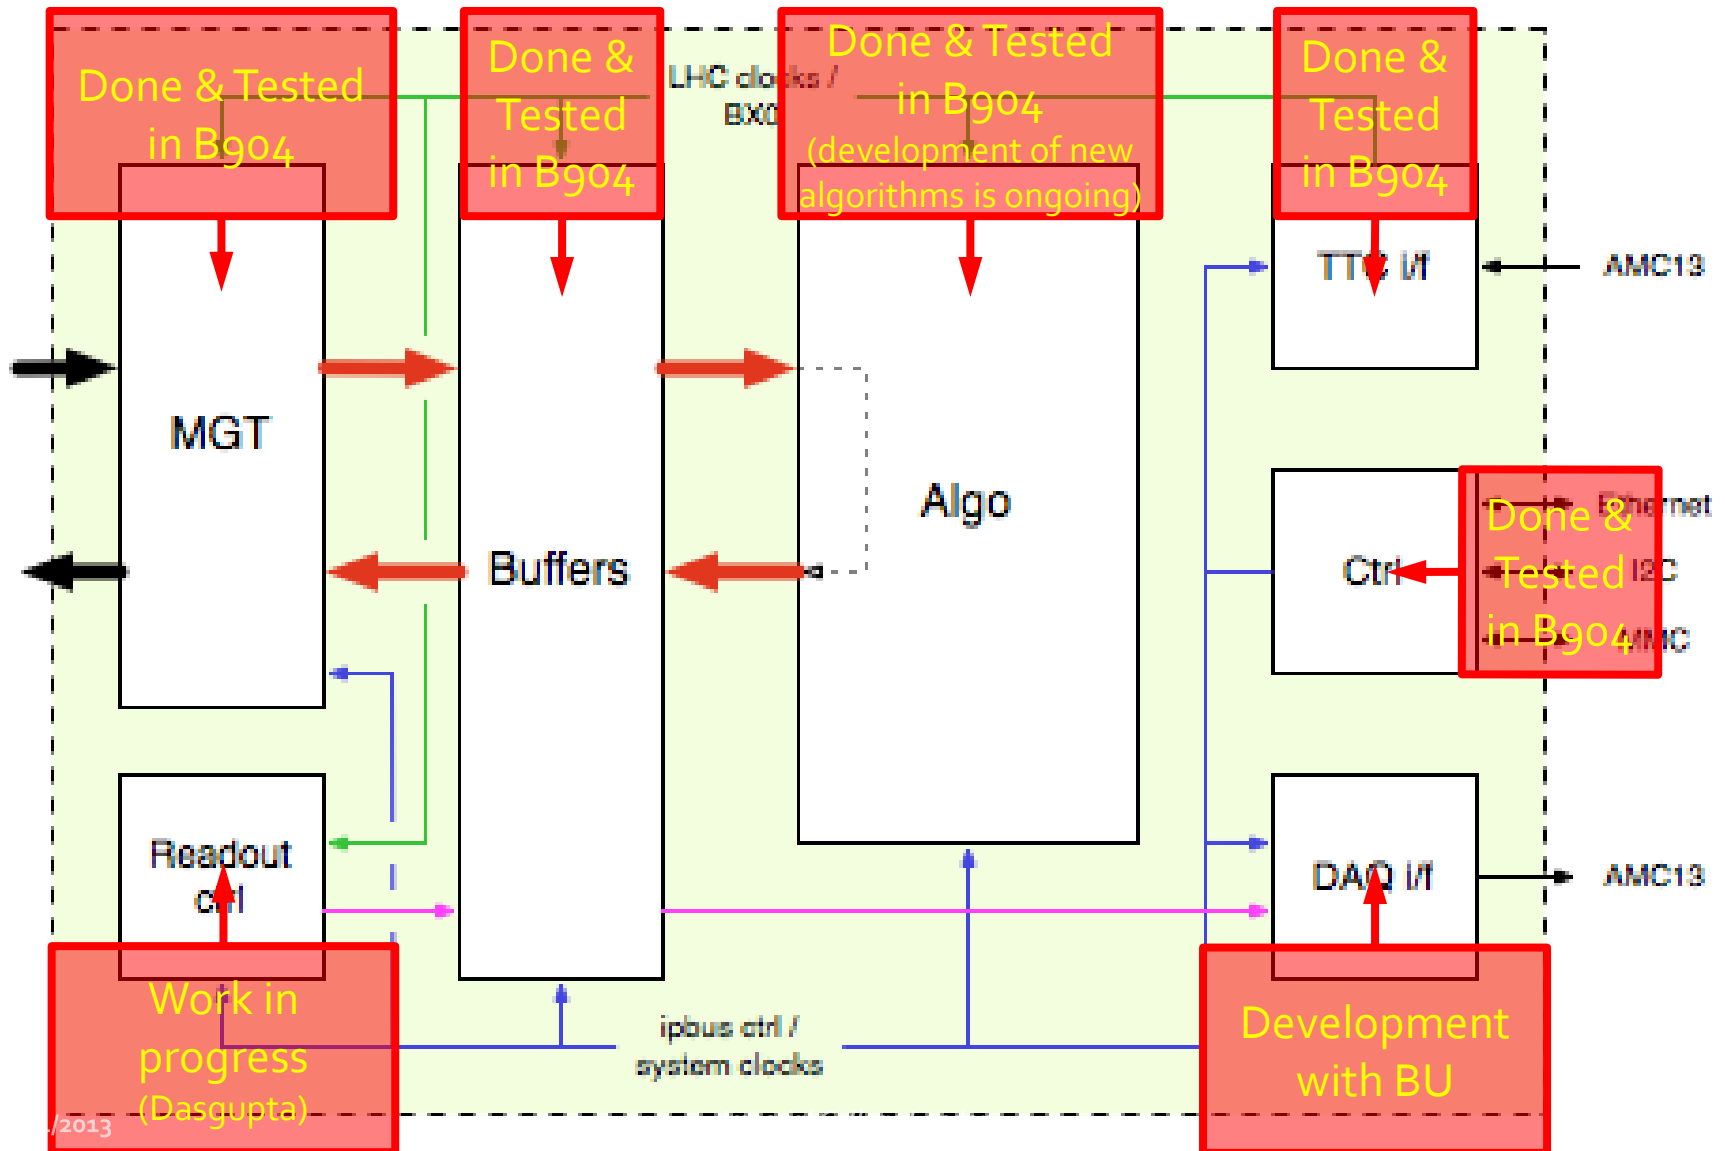 Done & Tested
in B904
Done &
Tested
in B904
LHC clocks /
BX0
Done & Tested
in B904
(development of new
algorithms is ongoing)
Done &
Tested
in B904
TTC i/f
AMC13
MGT
Buffers
Algo
Ctrl
Done &
Tested
in B904
Ethernet
I2C
MMC
Readout
ctrl
DAQ i/f
AMC13
Work in
progress
(Dasgupta)
ipbus ctrl /
system clocks
Development
with BU
/2013